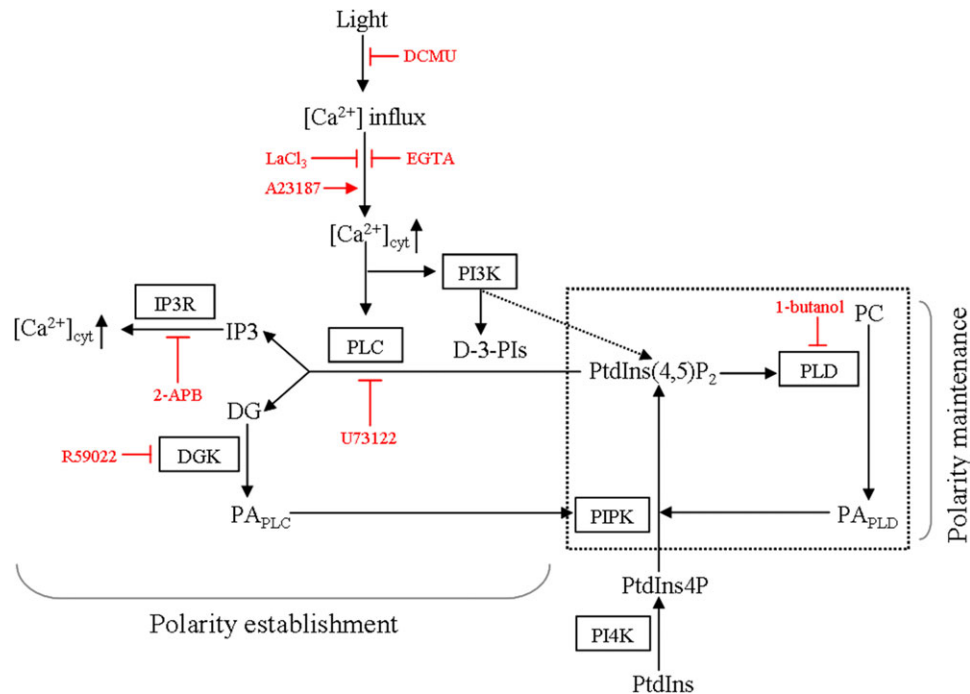 Light
DCMU
[Ca²⁺] influx
LaCl₃
EGTA
A23187
[Ca²⁺]cyt
PI3K
1-butanol
PC
IP3R
[Ca²⁺]cyt
IP3
PLC
D-3-PIs
PtdIns(4,5)P₂
PLD
2-APB
DG
U73122
R59022
DGK
PA_PLC
PIPK
PA_PLD
Polarity maintenance
PtdIns4P
Polarity establishment
PI4K
PtdIns